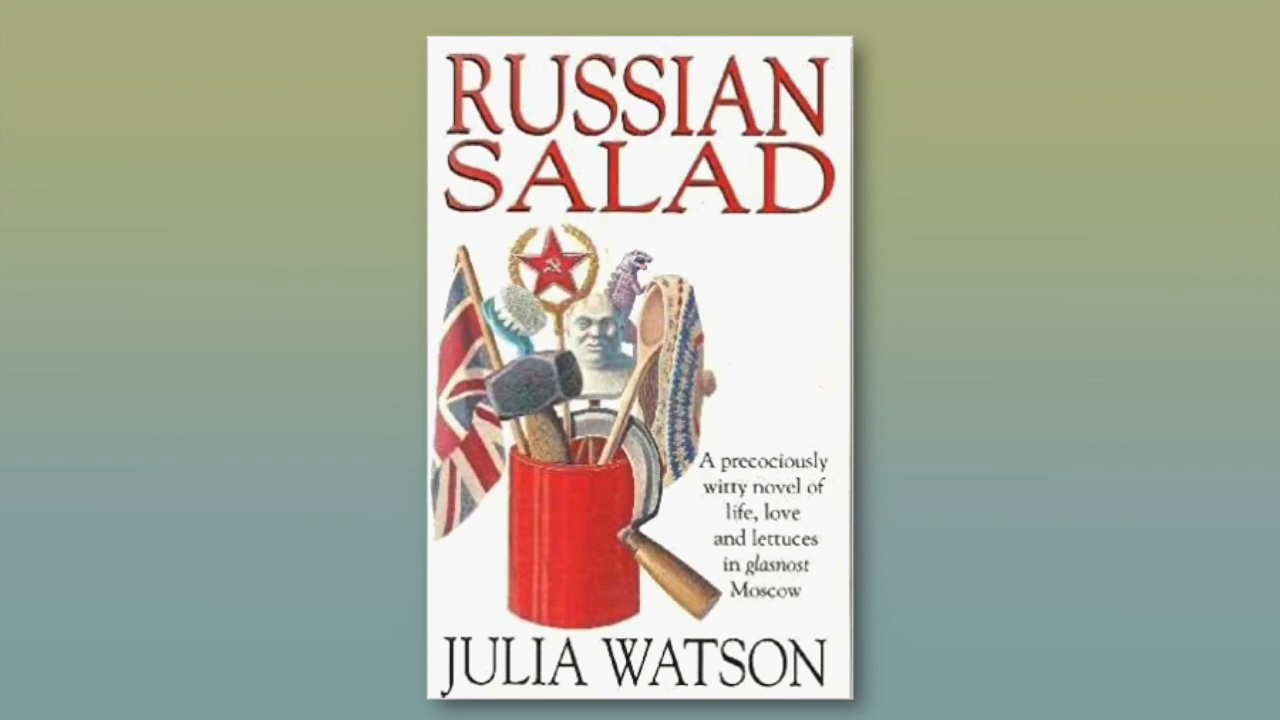 RUSSIAN
SALAD
A precociously
witty novel of
life, love
and lettuces
in glasnost
Moscow
JULIA WATSON